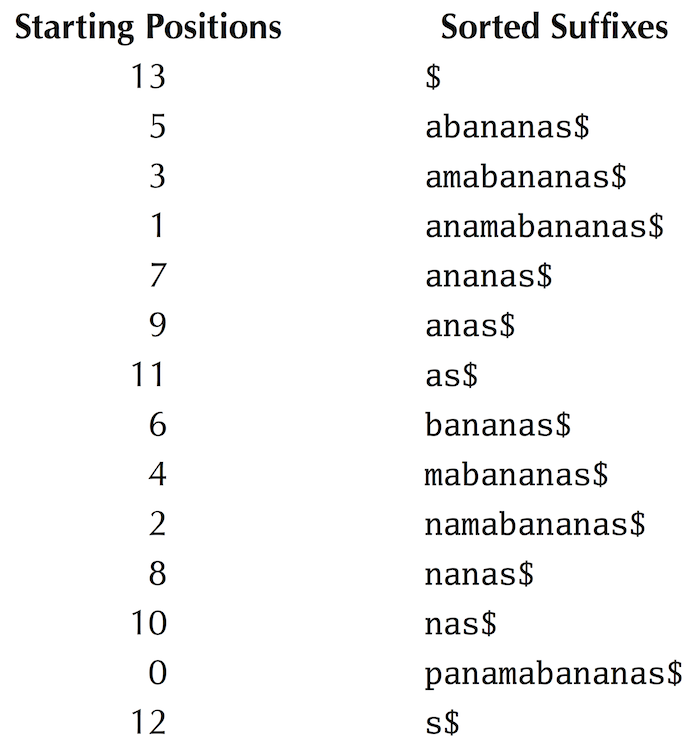 Starting Positions Sorted Suffixes
13 $
5 abananas$
3 amabananas$
1 anamabananas$
7 ananas$
9 anas$
11 as$
6 bananas$
4 mabananas$
2 namabananas$
8 nanas$
10 nas$
0 panamabananas$
12 s$